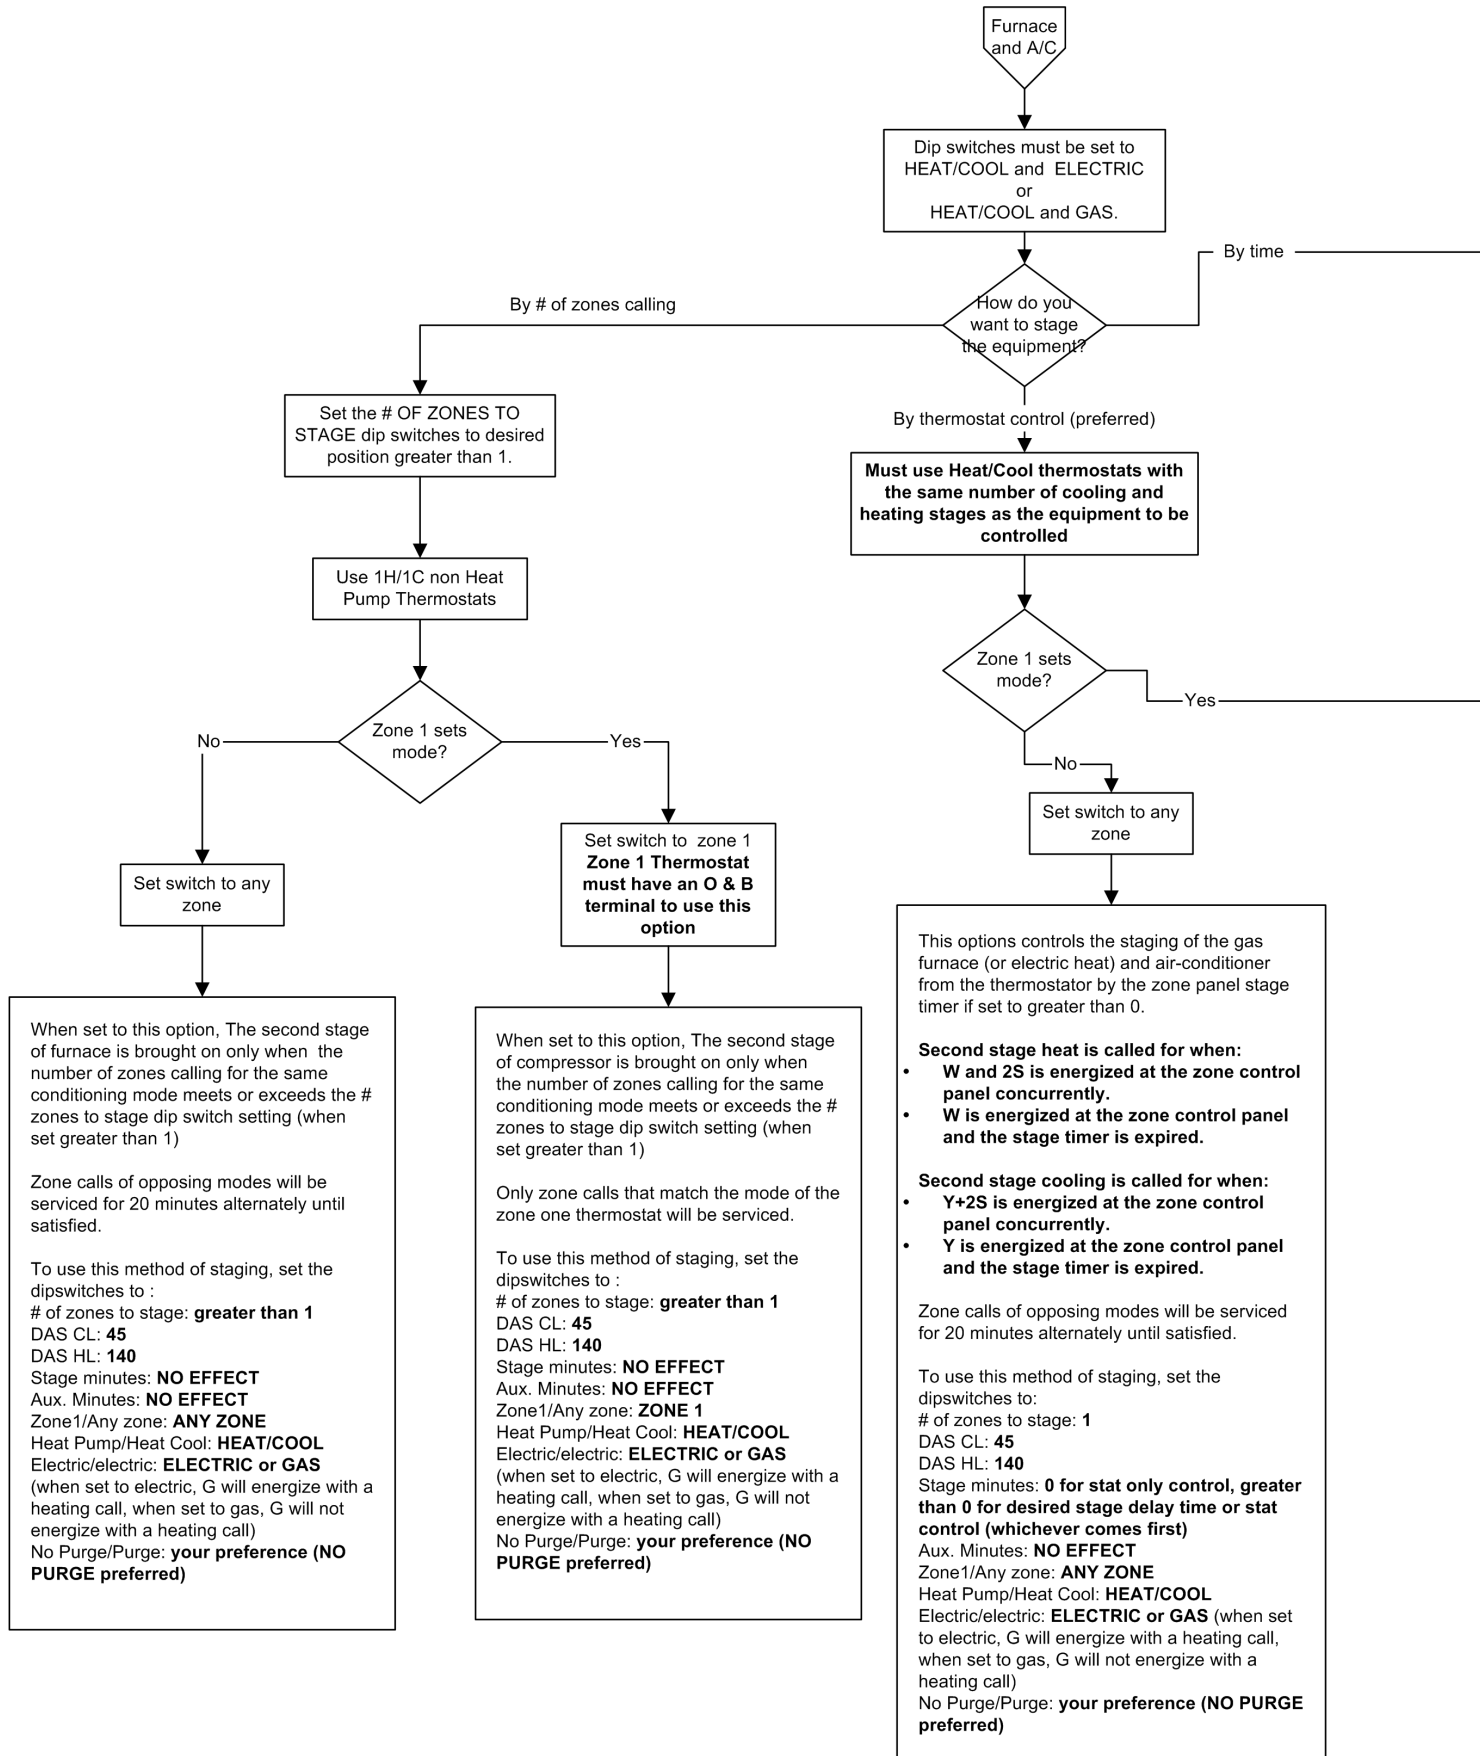 Furnace
and A/C
Dip switches must be set to
HEAT/COOL and ELECTRIC
or
HEAT/COOL and GAS.
By time
How do you
want to stage
the equipment?
By # of zones calling
Set the # OF ZONES TO
STAGE dip switches to desired
position greater than 1.
By thermostat control (preferred)
Must use Heat/Cool thermostats with
the same number of cooling and
heating stages as the equipment to be
controlled
Use 1H/1C non Heat
Pump Thermostats
Zone 1 sets
mode?
Yes
No
Set switch to any
zone
Zone 1 sets
mode?
No
Yes
Set switch to any
zone
Set switch to zone 1
Zone 1 Thermostat
must have an O & B
terminal to use this
option
When set to this option, The second stage
of furnace is brought on only when the
number of zones calling for the same
conditioning mode meets or exceeds the #
zones to stage dip switch setting (when
set greater than 1)
Zone calls of opposing modes will be
serviced for 20 minutes alternately until
satisfied.
To use this method of staging, set the
dipswitches to :
# of zones to stage: greater than 1
DAS CL: 45
DAS HL: 140
Stage minutes: NO EFFECT
Aux. Minutes: NO EFFECT
Zone1/Any zone: ANY ZONE
Heat Pump/Heat Cool: HEAT/COOL
Electric/electric: ELECTRIC or GAS
(when set to electric, G will energize with a
heating call, when set to gas, G will not
energize with a heating call)
No Purge/Purge: your preference (NO
PURGE preferred)
When set to this option, The second stage
of compressor is brought on only when
the number of zones calling for the same
conditioning mode meets or exceeds the #
zones to stage dip switch setting (when
set greater than 1)
Only zone calls that match the mode of the
zone one thermostat will be serviced.
To use this method of staging, set the
dipswitches to :
# of zones to stage: greater than 1
DAS CL: 45
DAS HL: 140
Stage minutes: NO EFFECT
Aux. Minutes: NO EFFECT
Zone1/Any zone: ZONE 1
Heat Pump/Heat Cool: HEAT/COOL
Electric/electric: ELECTRIC or GAS
(when set to electric, G will energize with a
heating call, when set to gas, G will not
energize with a heating call)
No Purge/Purge: your preference (NO
PURGE preferred)
This options controls the staging of the gas
furnace (or electric heat) and air-conditioner
from the thermostator by the zone panel stage
timer if set to greater than 0.
Second stage heat is called for when:
• W and 2S is energized at the zone control
panel concurrently.
• W is energized at the zone control panel
and the stage timer is expired.
Second stage cooling is called for when:
• Y+2S is energized at the zone control
panel concurrently.
• Y is energized at the zone control panel
and the stage timer is expired.
Zone calls of opposing modes will be serviced
for 20 minutes alternately until satisfied.
To use this method of staging, set the
dipswitches to:
# of zones to stage: 1
DAS CL: 45
DAS HL: 140
Stage minutes: 0 for stat only control, greater
than 0 for desired stage delay time or stat
control (whichever comes first)
Aux. Minutes: NO EFFECT
Zone1/Any zone: ANY ZONE
Heat Pump/Heat Cool: HEAT/COOL
Electric/electric: ELECTRIC or GAS (when set
to electric, G will energize with a heating call,
when set to gas, G will not energize with a
heating call)
No Purge/Purge: your preference (NO PURGE
preferred)